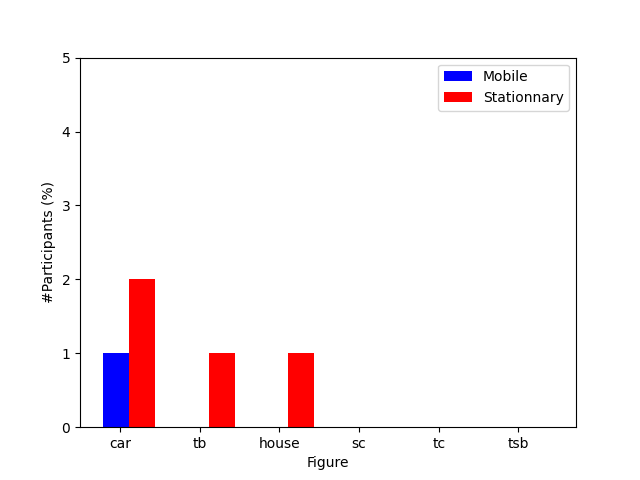 5
4
3
2
1
0
#Participants (%)
Mobile
Stationnary
car tb house sc tc tsb
Figure